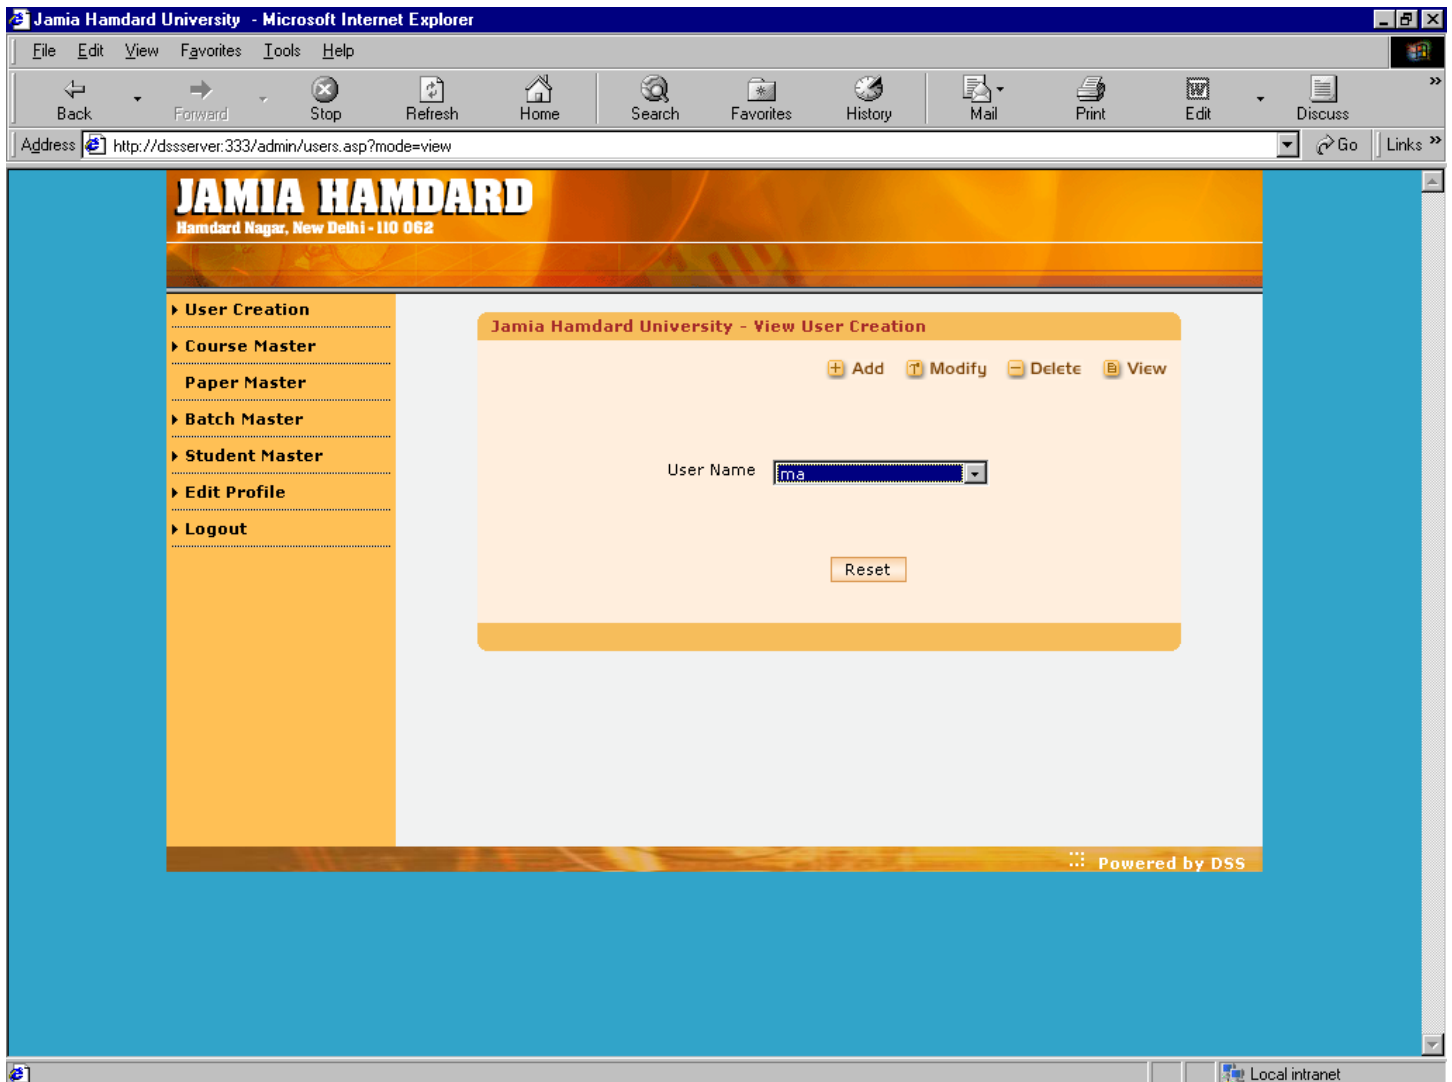 Jamia Hamdard University - Microsoft Internet Explorer
File Edit View Favorites Tools Help
Back Forward Stop Refresh Home Search Favorites History Mail Print Edit Discuss »
Address http://dssserver:333/admin/users.asp?mode=view Go Links »
JAMIA HAMDARD
Hamdard Nagar, New Delhi - 110 062
User Creation
Course Master
Paper Master
Batch Master
Student Master
Edit Profile
Logout
Jamia Hamdard University - View User Creation
Add Modify Delete View
User Name ma
Reset
Powered by DSS
Local intranet